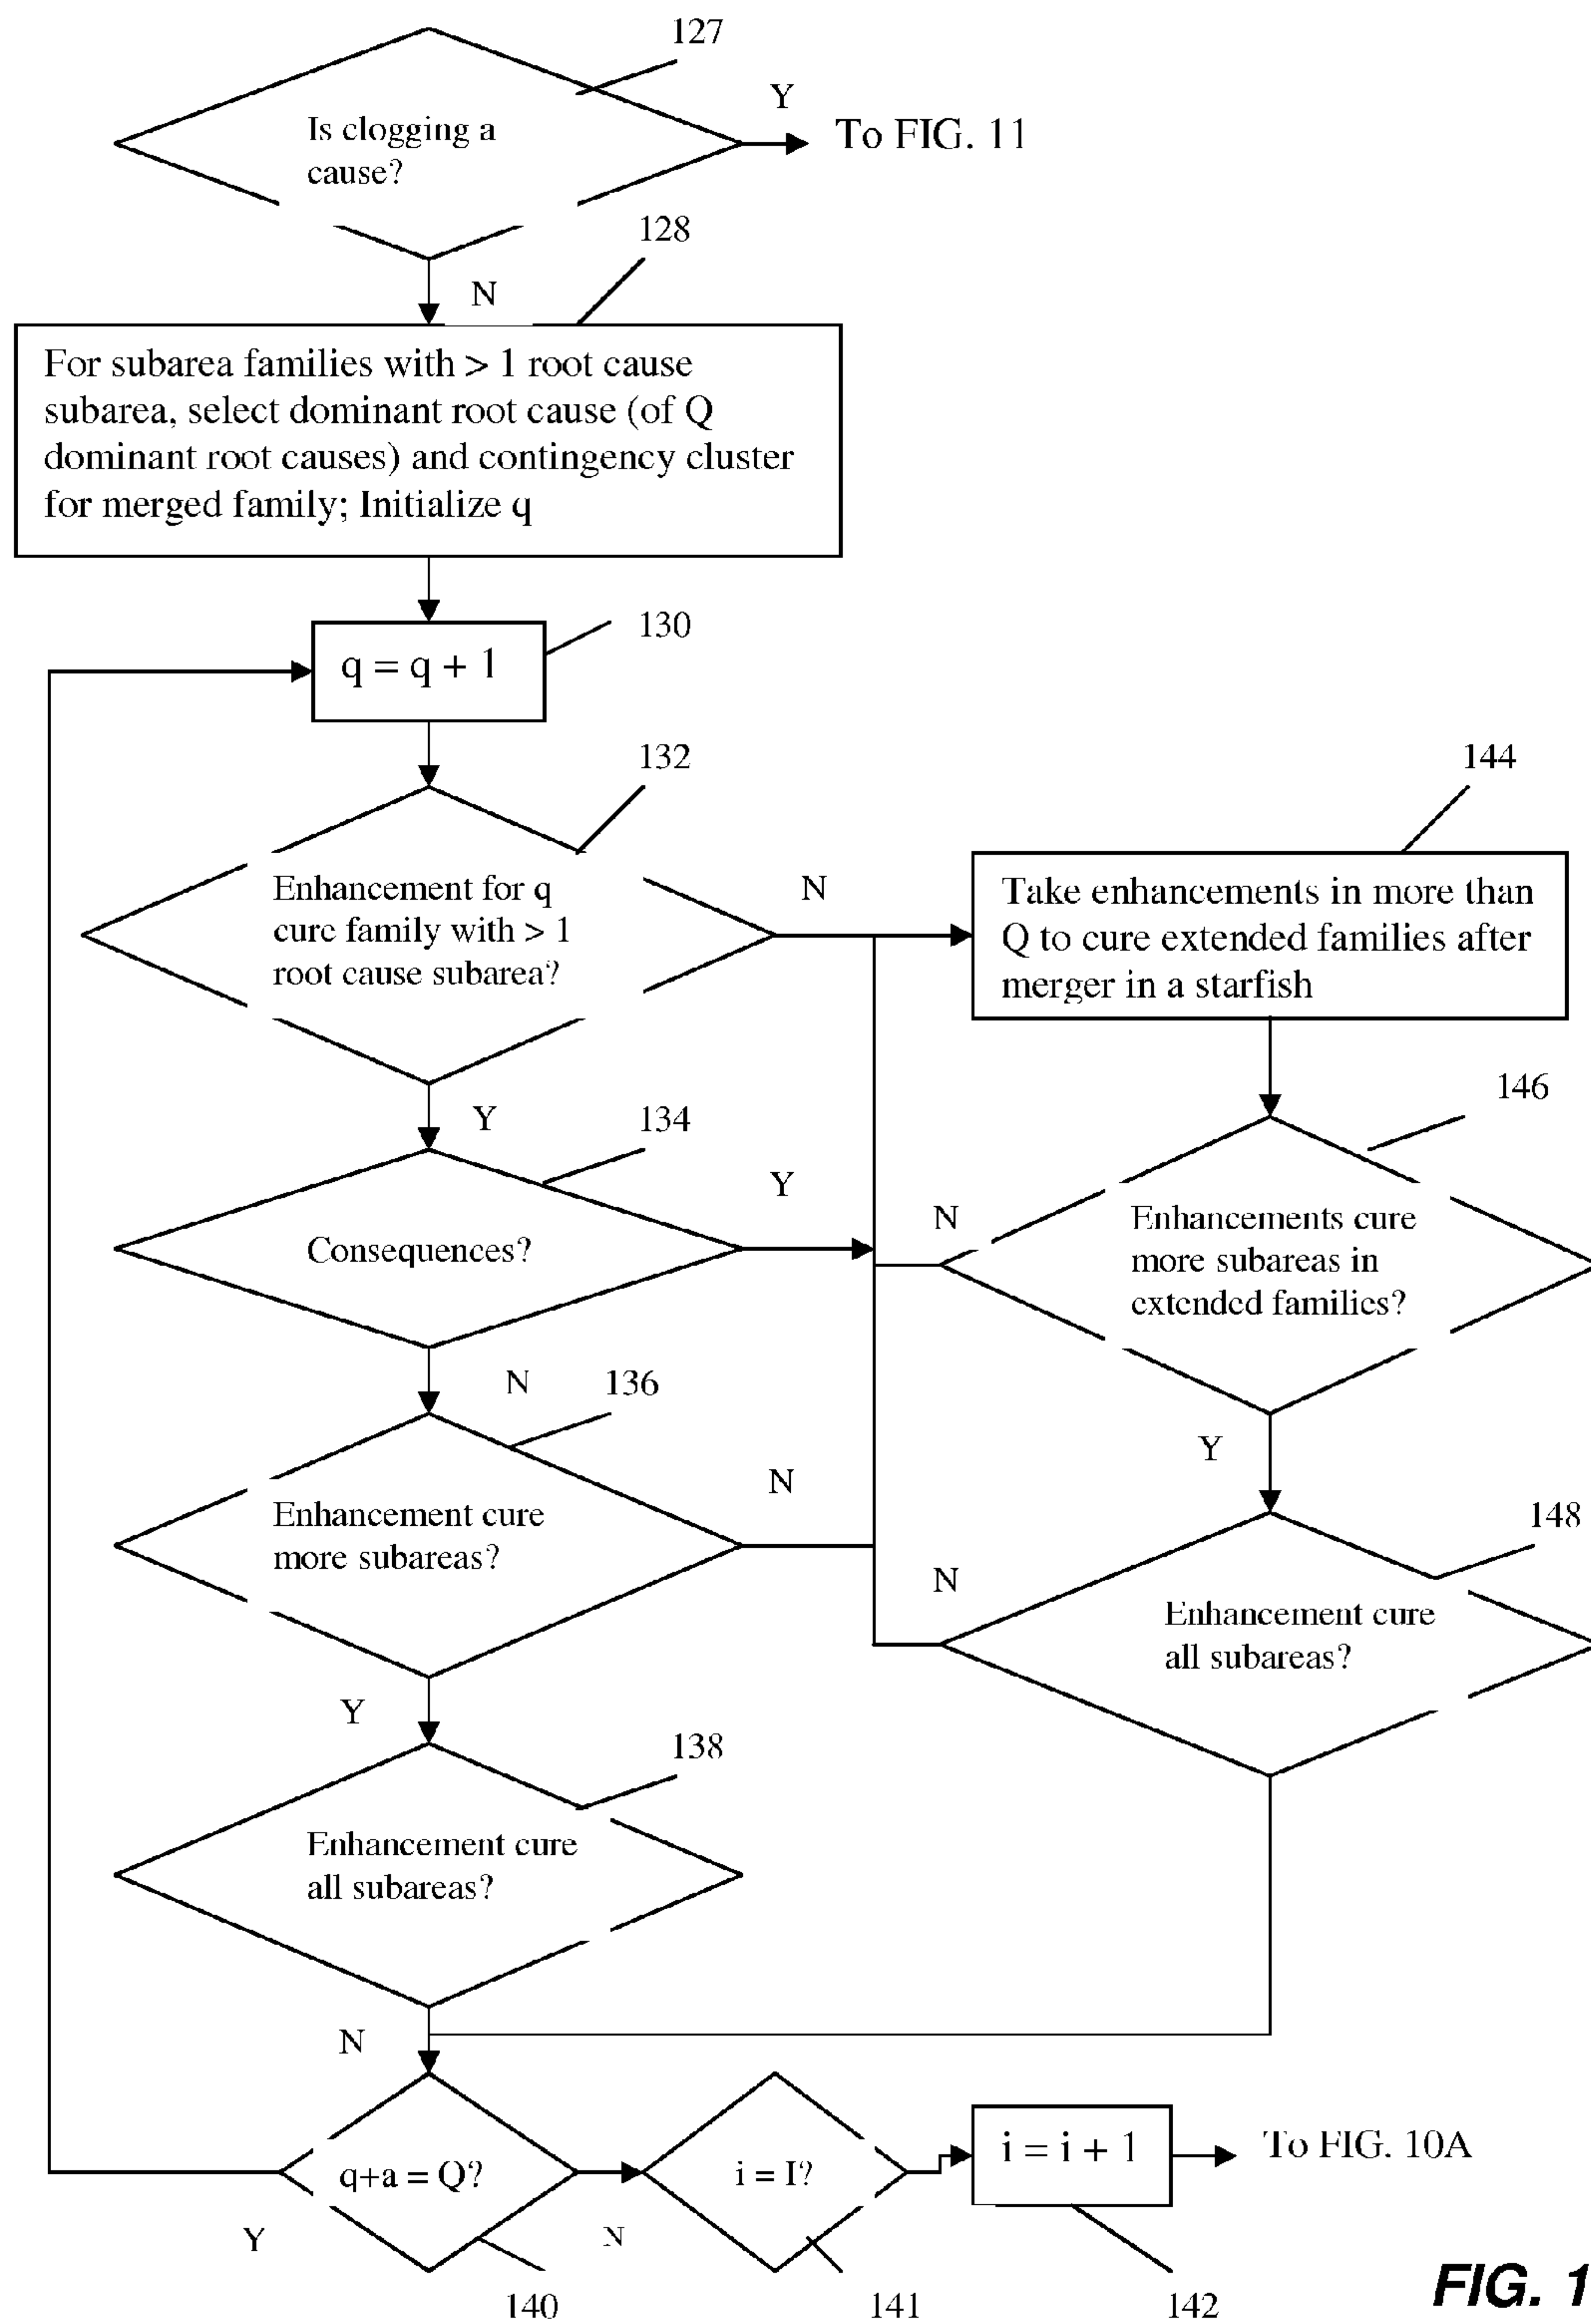 127
Y
Is clogging a
cause?
To FIG. 11
128
N
For subarea families with > 1 root cause
subarea, select dominant root cause (of Q
dominant root causes) and contingency cluster
for merged family; Initialize q
130
q = q + 1
132
144
Enhancement for q
cure family with > 1
root cause subarea?
N
Take enhancements in more than
Q to cure extended families after
merger in a starfish
146
Y
134
Y
Consequences?
N
Enhancements cure
more subareas in
extended families?
N
136
Y
N
Enhancement cure
more subareas?
148
N
Enhancement cure
all subareas?
Y
138
Enhancement cure
all subareas?
N
q+a = Q?
i = I?
i = i + 1
To FIG. 10A
Y
N
140
141
142
FIG. 1